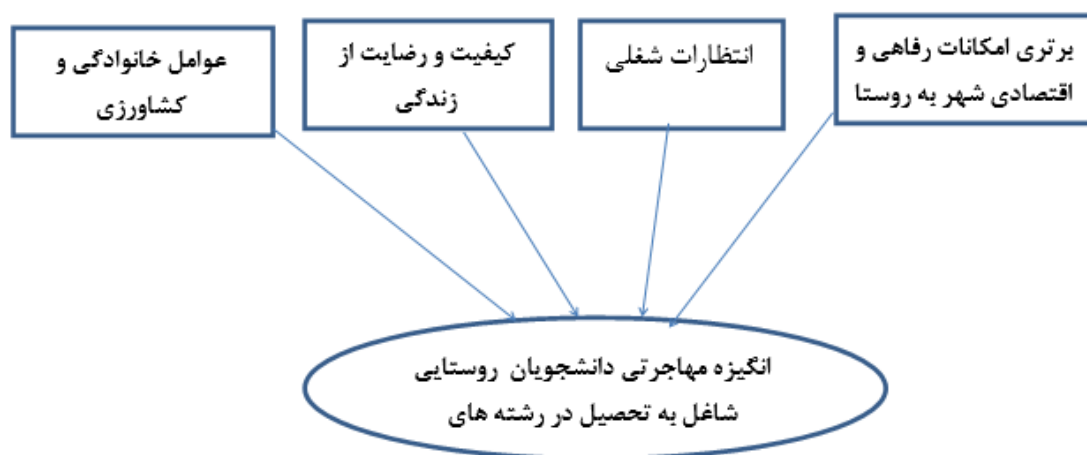 برتری امکانات رفاهی و
اقتصادی شهر به روستا
انتظارات شغلی
کیفیت و رضایت از
زندگی
عوامل خانوادگی و
کشاورزی
انگیزه مهاجرتی دانشجویان روستایی
شاغل به تحصیل در رشته های